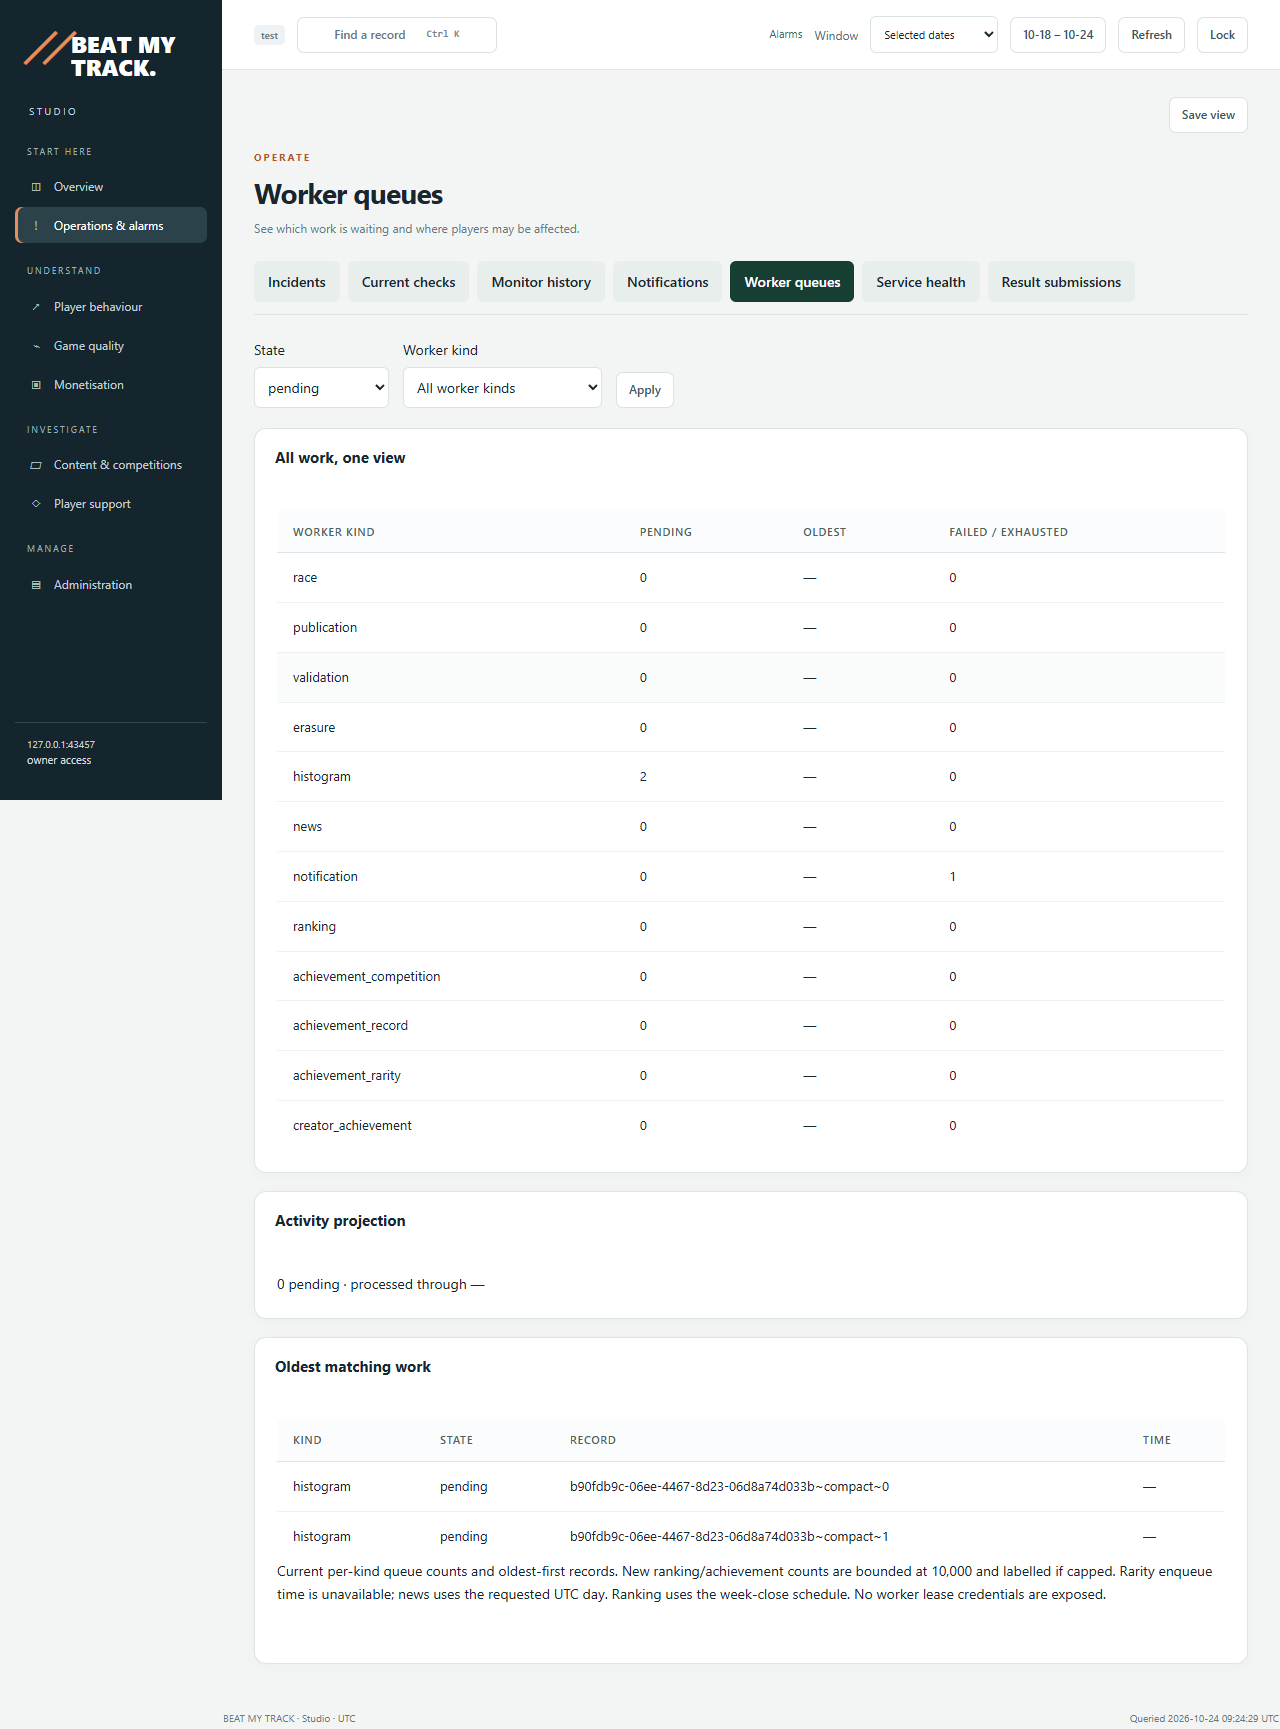 BEAT MY
TRACK.
STUDIO
START HERE
Overview
! Operations & alarms
UNDERSTAND
Player behaviour
Game quality
Monetisation
INVESTIGATE
Content & competitions
Player support
MANAGE
Administration
127.0.0.1:43457
owner access
test Find a record Ctrl K Alarms Window Selected dates 10-18 – 10-24 Refresh Lock
Save view
OPERATE
Worker queues
See which work is waiting and where players may be affected.
Incidents Current checks Monitor history Notifications Worker queues Service health Result submissions
State Worker kind
pending All worker kinds Apply
All work, one view
WORKER KIND PENDING OLDEST FAILED / EXHAUSTED
race 0 — 0
publication 0 — 0
validation 0 — 0
erasure 0 — 0
histogram 2 — 0
news 0 — 0
notification 0 — 1
ranking 0 — 0
achievement_competition 0 — 0
achievement_record 0 — 0
achievement_rarity 0 — 0
creator_achievement 0 — 0
Activity projection
0 pending · processed through —
Oldest matching work
KIND STATE RECORD TIME
histogram pending b90fdb9c-06ee-4467-8d23-06d8a74d033b~compact~0 —
histogram pending b90fdb9c-06ee-4467-8d23-06d8a74d033b~compact~1 —
Current per-kind queue counts and oldest-first records. New ranking/achievement counts are bounded at 10,000 and labelled if capped. Rarity enqueue
time is unavailable; news uses the requested UTC day. Ranking uses the week-close schedule. No worker lease credentials are exposed.
BEAT MY TRACK · Studio · UTC Queried 2026-10-24 09:24:29 UTC